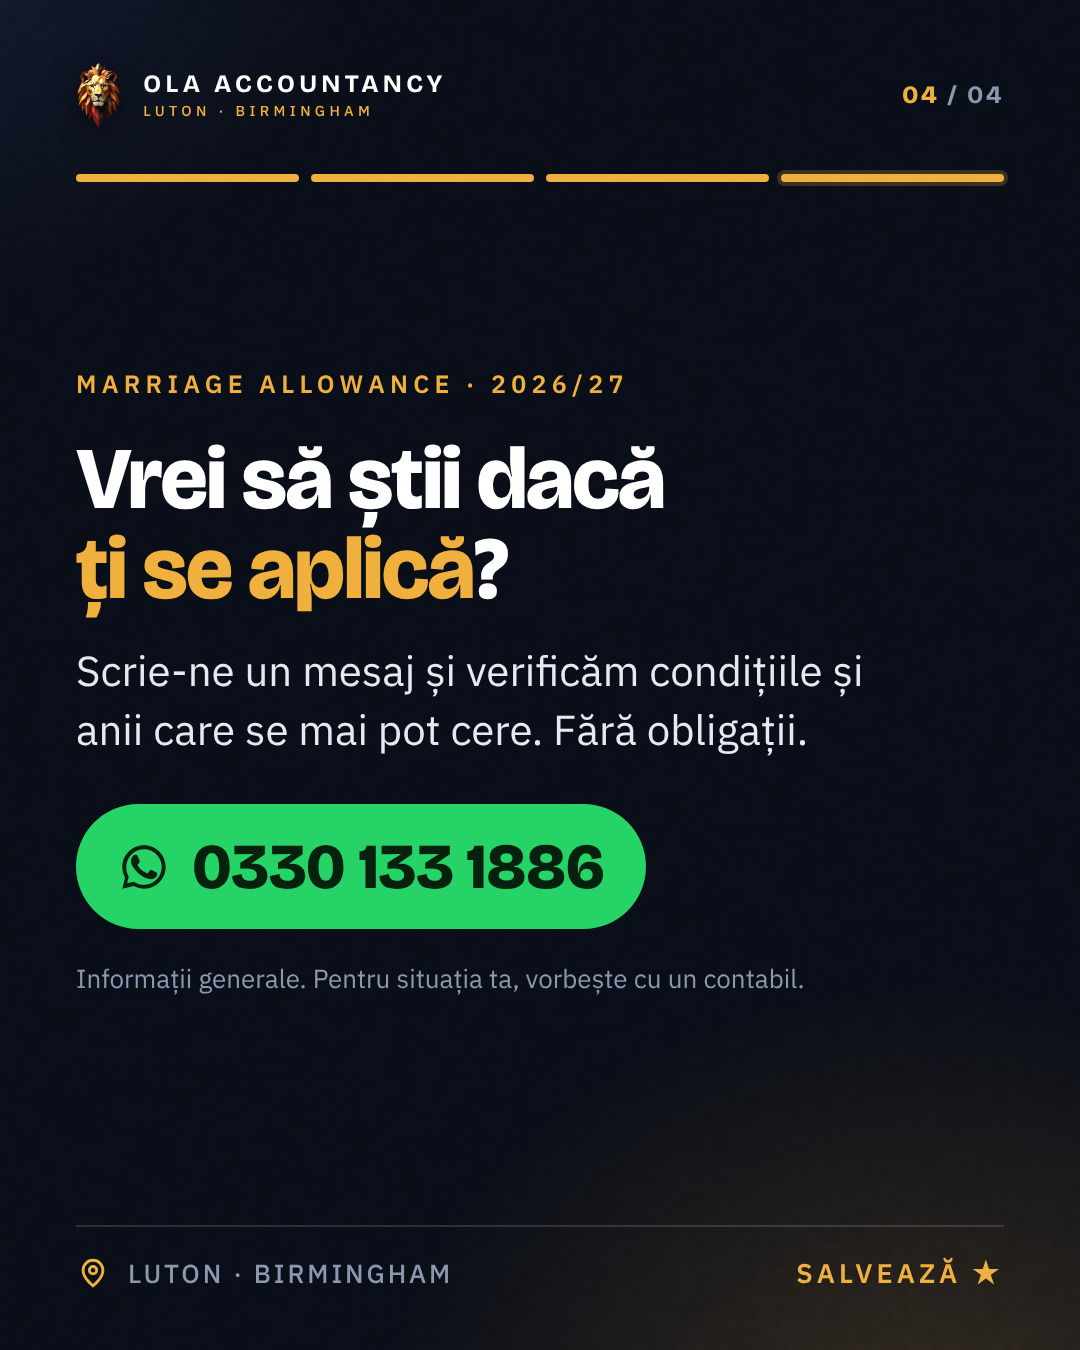 OLA ACCOUNTANCY
LUTON · BIRMINGHAM
04 / 04
MARRIAGE ALLOWANCE · 2026/27
Vrei să știi dacă
ți se aplică?
Scrie-ne un mesaj și verificăm condițiile și
anii care se mai pot cere. Fără obligații.
0330 133 1886
Informații generale. Pentru situația ta, vorbește cu un contabil.
LUTON · BIRMINGHAM
SALVEAZĂ ★